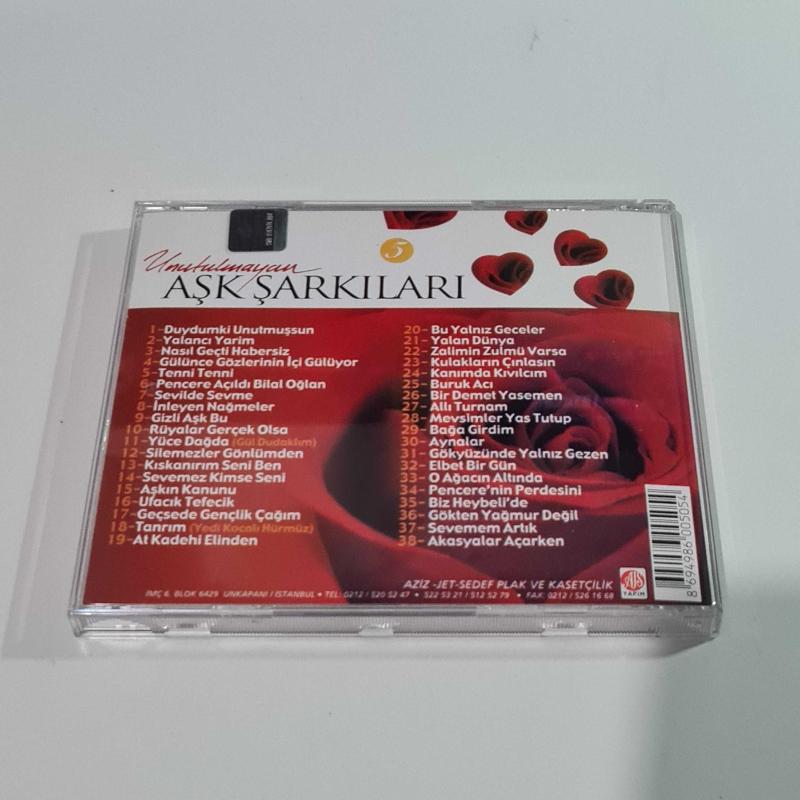 5
Unutulmayan
AŞK ŞARKILARI
1-Duydumki Unutmuşsun
2-Yalancı Yarim
3-Nasıl Geçti Habersiz
4-Gülünce Gözlerinin İçi Gülüyor
5-Tenni Tenni
6-Pencere Açıldı Bilal Oğlan
7-Sevilde Sevme
8-İnleyen Nağmeler
9-Gizli Aşk Bu
10-Rüyalar Gerçek Olsa
11-Yüce Dağda (Gül Dudaklım)
12-Silemezler Gönlümden
13-Kıskanırım Seni Ben
14-Sevemez Kimse Seni
15-Aşkın Kanunu
16-Ufacık Tefecik
17-Geçsede Gençlik Çağım
18-Tanrım (Yedi Kocalı Hürmüz)
19-At Kadehi Elinden
20-Bu Yalnız Geceler
21-Yalan Dünya
22-Zalimin Zulmü Varsa
23-Kulakların Çınlasın
24-Kanımda Kıvılcım
25-Buruk Acı
26-Bir Demet Yasemen
27-Allı Turnam
28-Mevsimler Yas Tutup
29-Bağa Girdim
30-Aynalar
31-Gökyüzünde Yalnız Gezen
32-Elbet Bir Gün
33-O Ağacın Altında
34-Pencere'nin Perdesini
35-Biz Heybeli'de
36-Gökten Yağmur Değil
37-Sevemem Artık
38-Akasyalar Açarken
AZİZ -JET-SEDEF PLAK VE KASETÇİLİK
İMÇ 6. BLOK 6429 UNKAPANI / İSTANBUL • TEL: 0212 / 520 52 47 • 522 53 21 / 512 52 79 • FAX: 0212 / 526 16 68
AJS
YAPIM
8 694986 005054